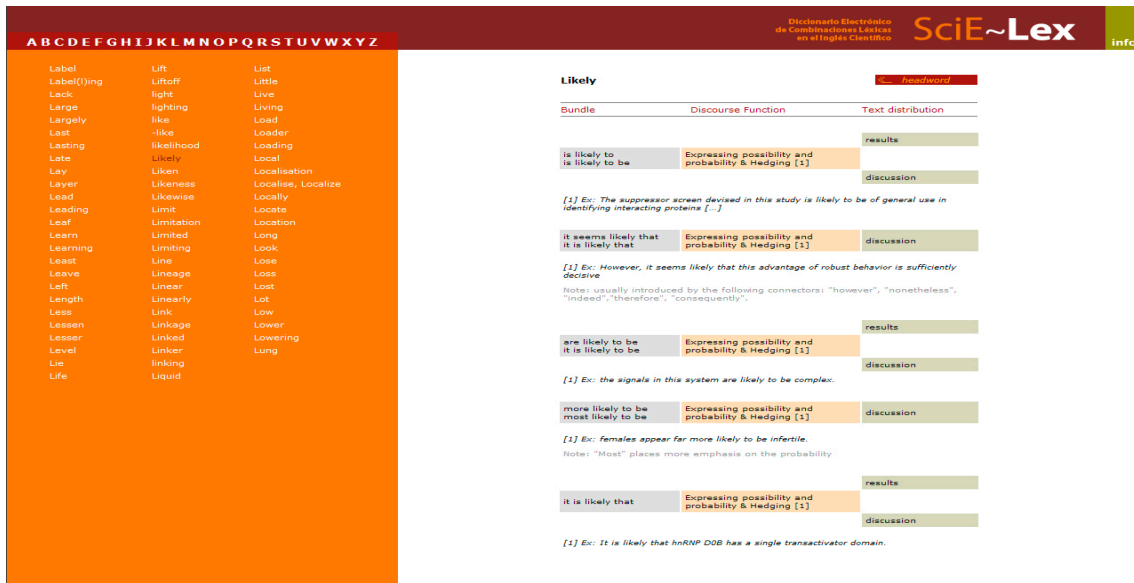 Diccionario Electrónico
de Combinaciones Léxicas
en el Inglés Científico
SciE~Lex
info
A B C D E F G H I J K L M N O P Q R S T U V W X Y Z
Label
Label(l)ing
Lack
Large
Largely
Last
Lasting
Late
Lay
Layer
Lead
Leading
Leaf
Learn
Learning
Least
Leave
Left
Length
Less
Lessen
Lesser
Level
Lie
Life
Lift
Liftoff
light
lighting
like
-like
likelihood
Likely
Liken
Likeness
Likewise
Limit
Limitation
Limited
Limiting
Line
Lineage
Linear
Linearly
Link
Linkage
Linked
Linker
linking
Liquid
List
Little
Live
Living
Load
Loader
Loading
Local
Localisation
Localise, Localize
Locally
Locate
Location
Long
Look
Lose
Loss
Lost
Lot
Low
Lower
Lowering
Lung
Likely
headword
Bundle Discourse Function Text distribution
results
is likely to
is likely to be
Expressing possibility and
probability & Hedging [1]
discussion
[1] Ex: The suppressor screen devised in this study is likely to be of general use in
identifying interacting proteins [...]
it seems likely that
it is likely that
Expressing possibility and
probability & Hedging [1]
discussion
[1] Ex: However, it seems likely that this advantage of robust behavior is sufficiently
decisive
Note: usually introduced by the following connectors: "however", "nonetheless",
"indeed","therefore", "consequently".
results
are likely to be
it is likely to be
Expressing possibility and
probability & Hedging [1]
discussion
[1] Ex: the signals in this system are likely to be complex.
more likely to be
most likely to be
Expressing possibility and
probability & Hedging [1]
discussion
[1] Ex: females appear far more likely to be infertile.
Note: "Most" places more emphasis on the probability
results
it is likely that
Expressing possibility and
probability & Hedging [1]
discussion
[1] Ex: It is likely that hnRNP D0B has a single transactivator domain.